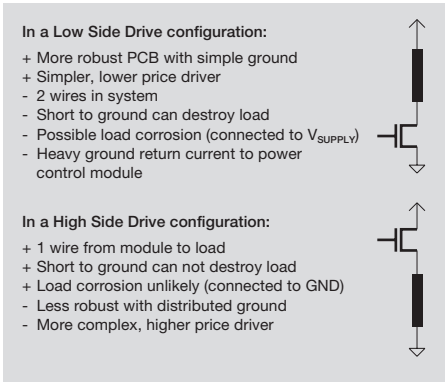 In a Low Side Drive configuration:
+ More robust PCB with simple ground
+ Simpler, lower price driver
- 2 wires in system
- Short to ground can destroy load
- Possible load corrosion (connected to VSUPPLY)
- Heavy ground return current to power
control module
In a High Side Drive configuration:
+ 1 wire from module to load
+ Short to ground can not destroy load
+ Load corrosion unlikely (connected to GND)
- Less robust with distributed ground
- More complex, higher price driver